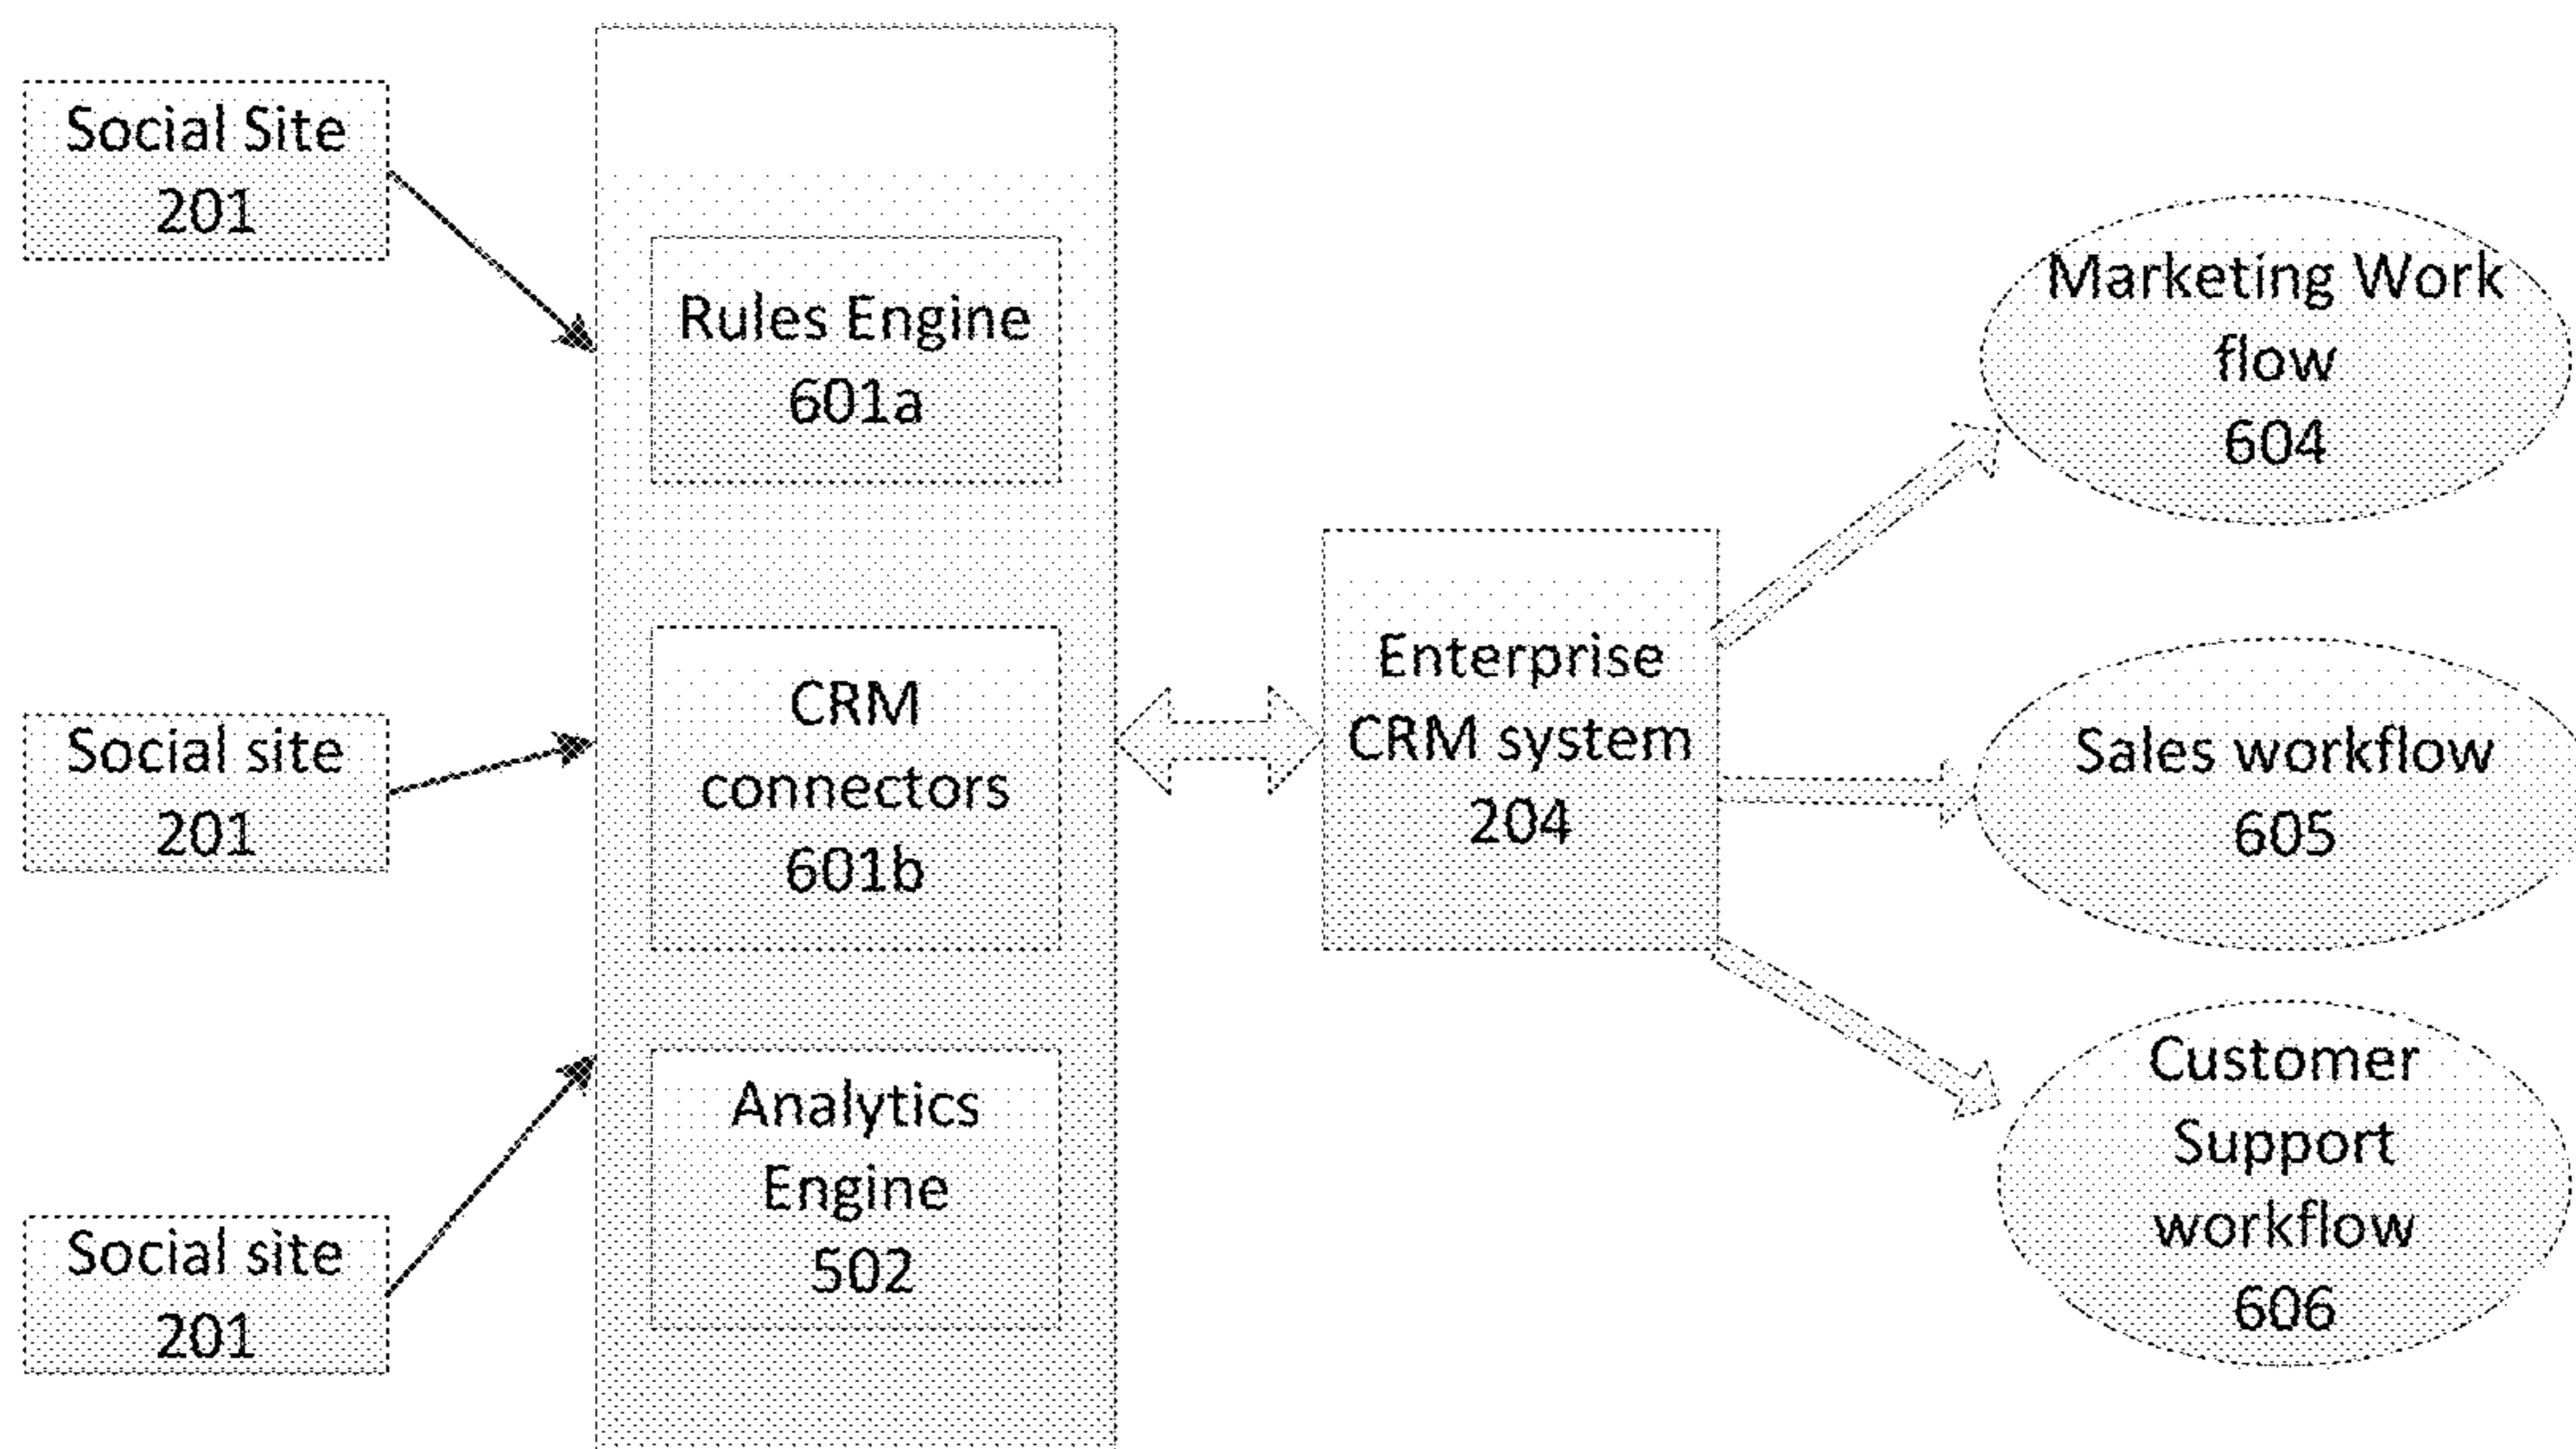 Social Site
201
Social site
201
Social site
201
Rules Engine
601a
CRM
connectors
601b
Analytics
Engine
502
Enterprise
CRM system
204
Marketing Work
flow
604
Sales workflow
605
Customer
Support
workflow
606